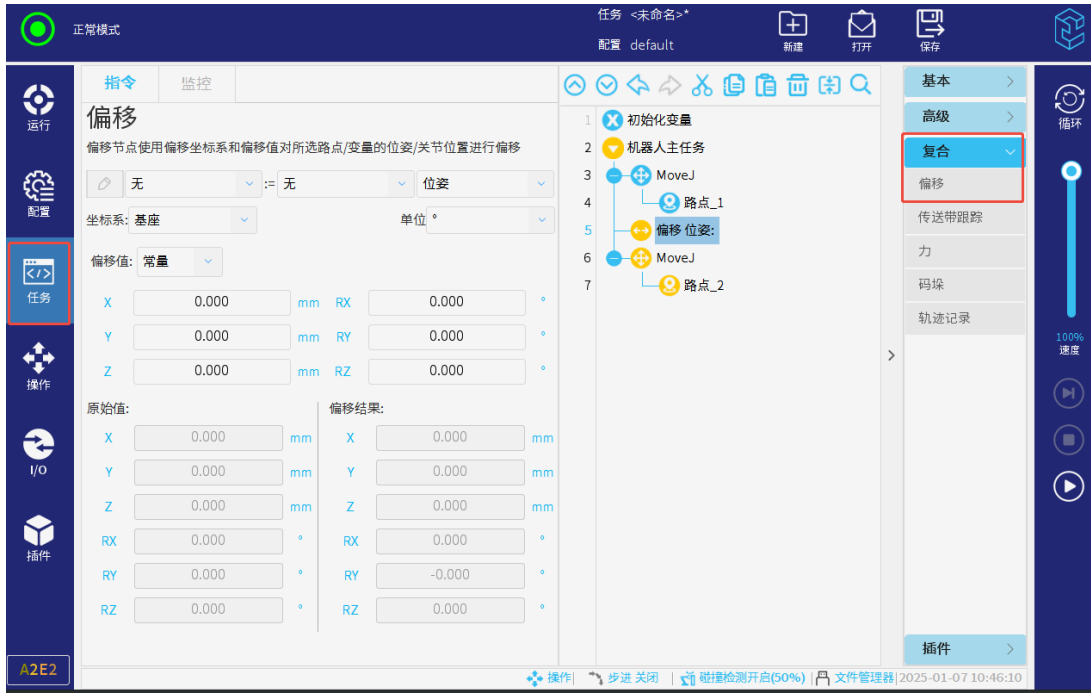 正常模式
任务 <未命名>*
配置 default
新建
打开
保存
运行
配置
任务
操作
I/O
插件
A2E2
指令 监控
偏移
偏移节点使用偏移坐标系和偏移值对所选路点/变量的位姿/关节位置进行偏移
无 := 无 位姿
坐标系: 基座 单位 °
偏移值: 常量
X 0.000 mm RX 0.000 °
Y 0.000 mm RY 0.000 °
Z 0.000 mm RZ 0.000 °
原始值: 偏移结果:
X 0.000 mm X 0.000 mm
Y 0.000 mm Y 0.000 mm
Z 0.000 mm Z 0.000 mm
RX 0.000 ° RX 0.000 °
RY 0.000 ° RY -0.000 °
RZ 0.000 ° RZ 0.000 °
1 初始化变量
2 机器人主任务
3 MoveJ
4 路点_1
5 偏移 位姿:
6 MoveJ
7 路点_2
基本
高级
复合
偏移
传送带跟踪
力
码垛
轨迹记录
插件
循环
100%
速度
操作 步进 关闭 碰撞检测开启(50%) 文件管理器 2025-01-07 10:46:10